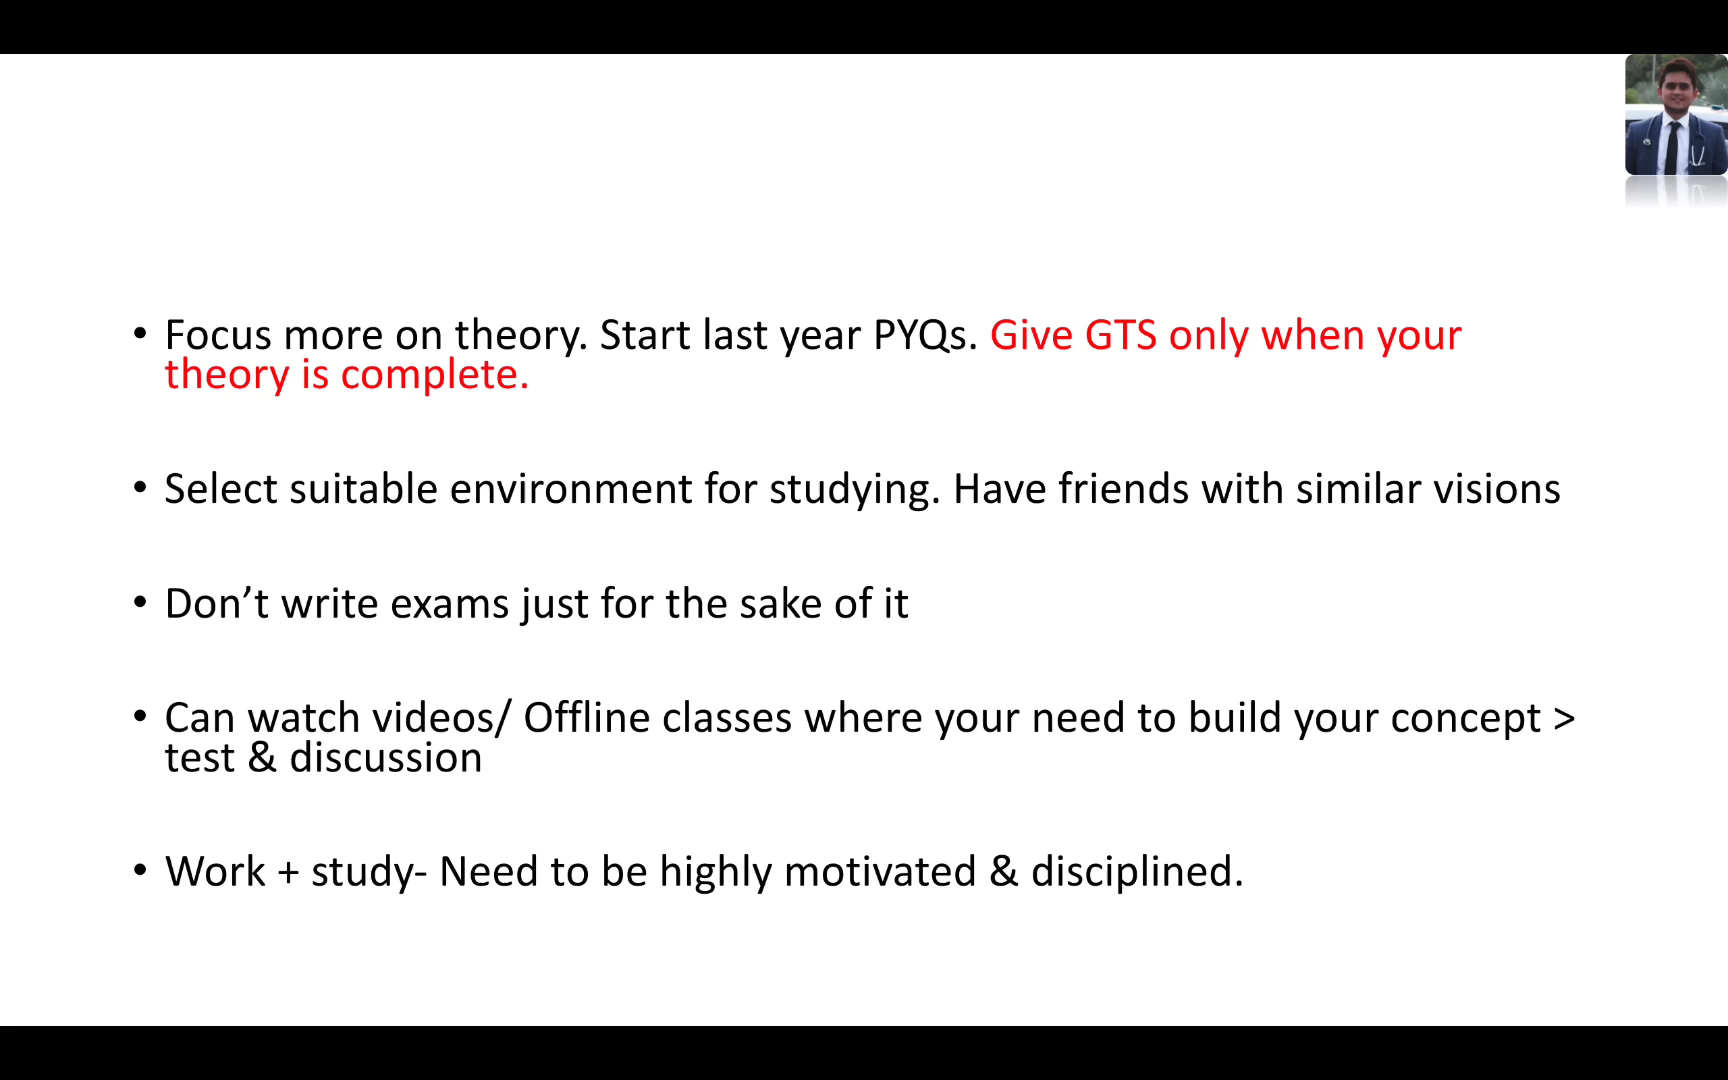 • Focus more on theory. Start last year PYQs. Give GTS only when your
theory is complete.
• Select suitable environment for studying. Have friends with similar visions
• Don’t write exams just for the sake of it
• Can watch videos/ Offline classes where your need to build your concept >
test & discussion
• Work + study- Need to be highly motivated & disciplined.